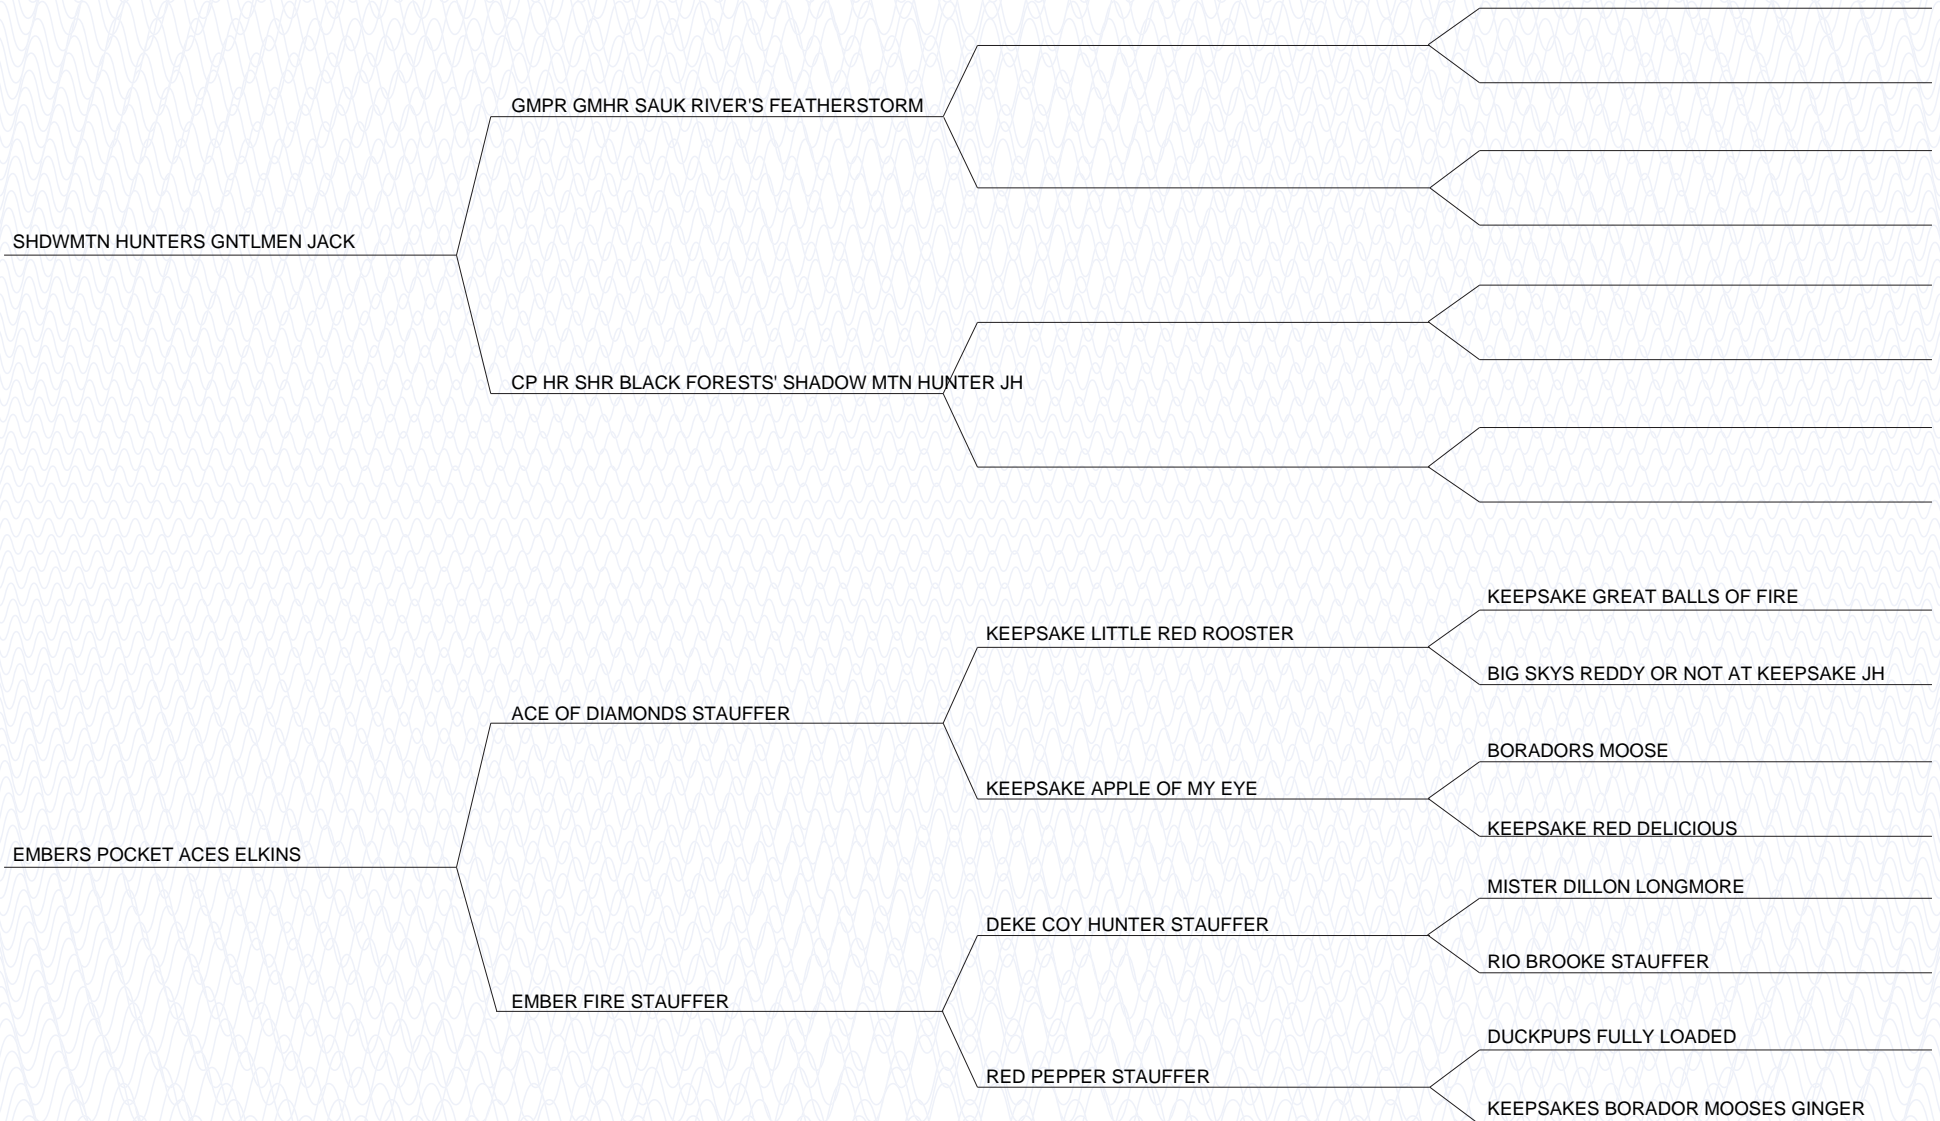 GMPR GMHR SAUK RIVER'S FEATHERSTORM
SHDWMTN HUNTERS GNTLMEN JACK
CP HR SHR BLACK FORESTS' SHADOW MTN HUNTER JH
KEEPSAKE GREAT BALLS OF FIRE
KEEPSAKE LITTLE RED ROOSTER
BIG SKYS REDDY OR NOT AT KEEPSAKE JH
ACE OF DIAMONDS STAUFFER
BORADORS MOOSE
KEEPSAKE APPLE OF MY EYE
KEEPSAKE RED DELICIOUS
EMBERS POCKET ACES ELKINS
MISTER DILLON LONGMORE
DEKE COY HUNTER STAUFFER
RIO BROOKE STAUFFER
EMBER FIRE STAUFFER
DUCKPUPS FULLY LOADED
RED PEPPER STAUFFER
KEEPSAKES BORADOR MOOSES GINGER